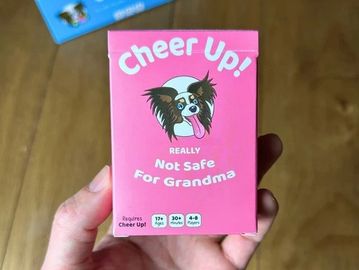 Cheer Up!
REALLY
Not Safe
For Grandma
Requires
Cheer Up!
17+
Ages
30+
Minutes
4-8
Players